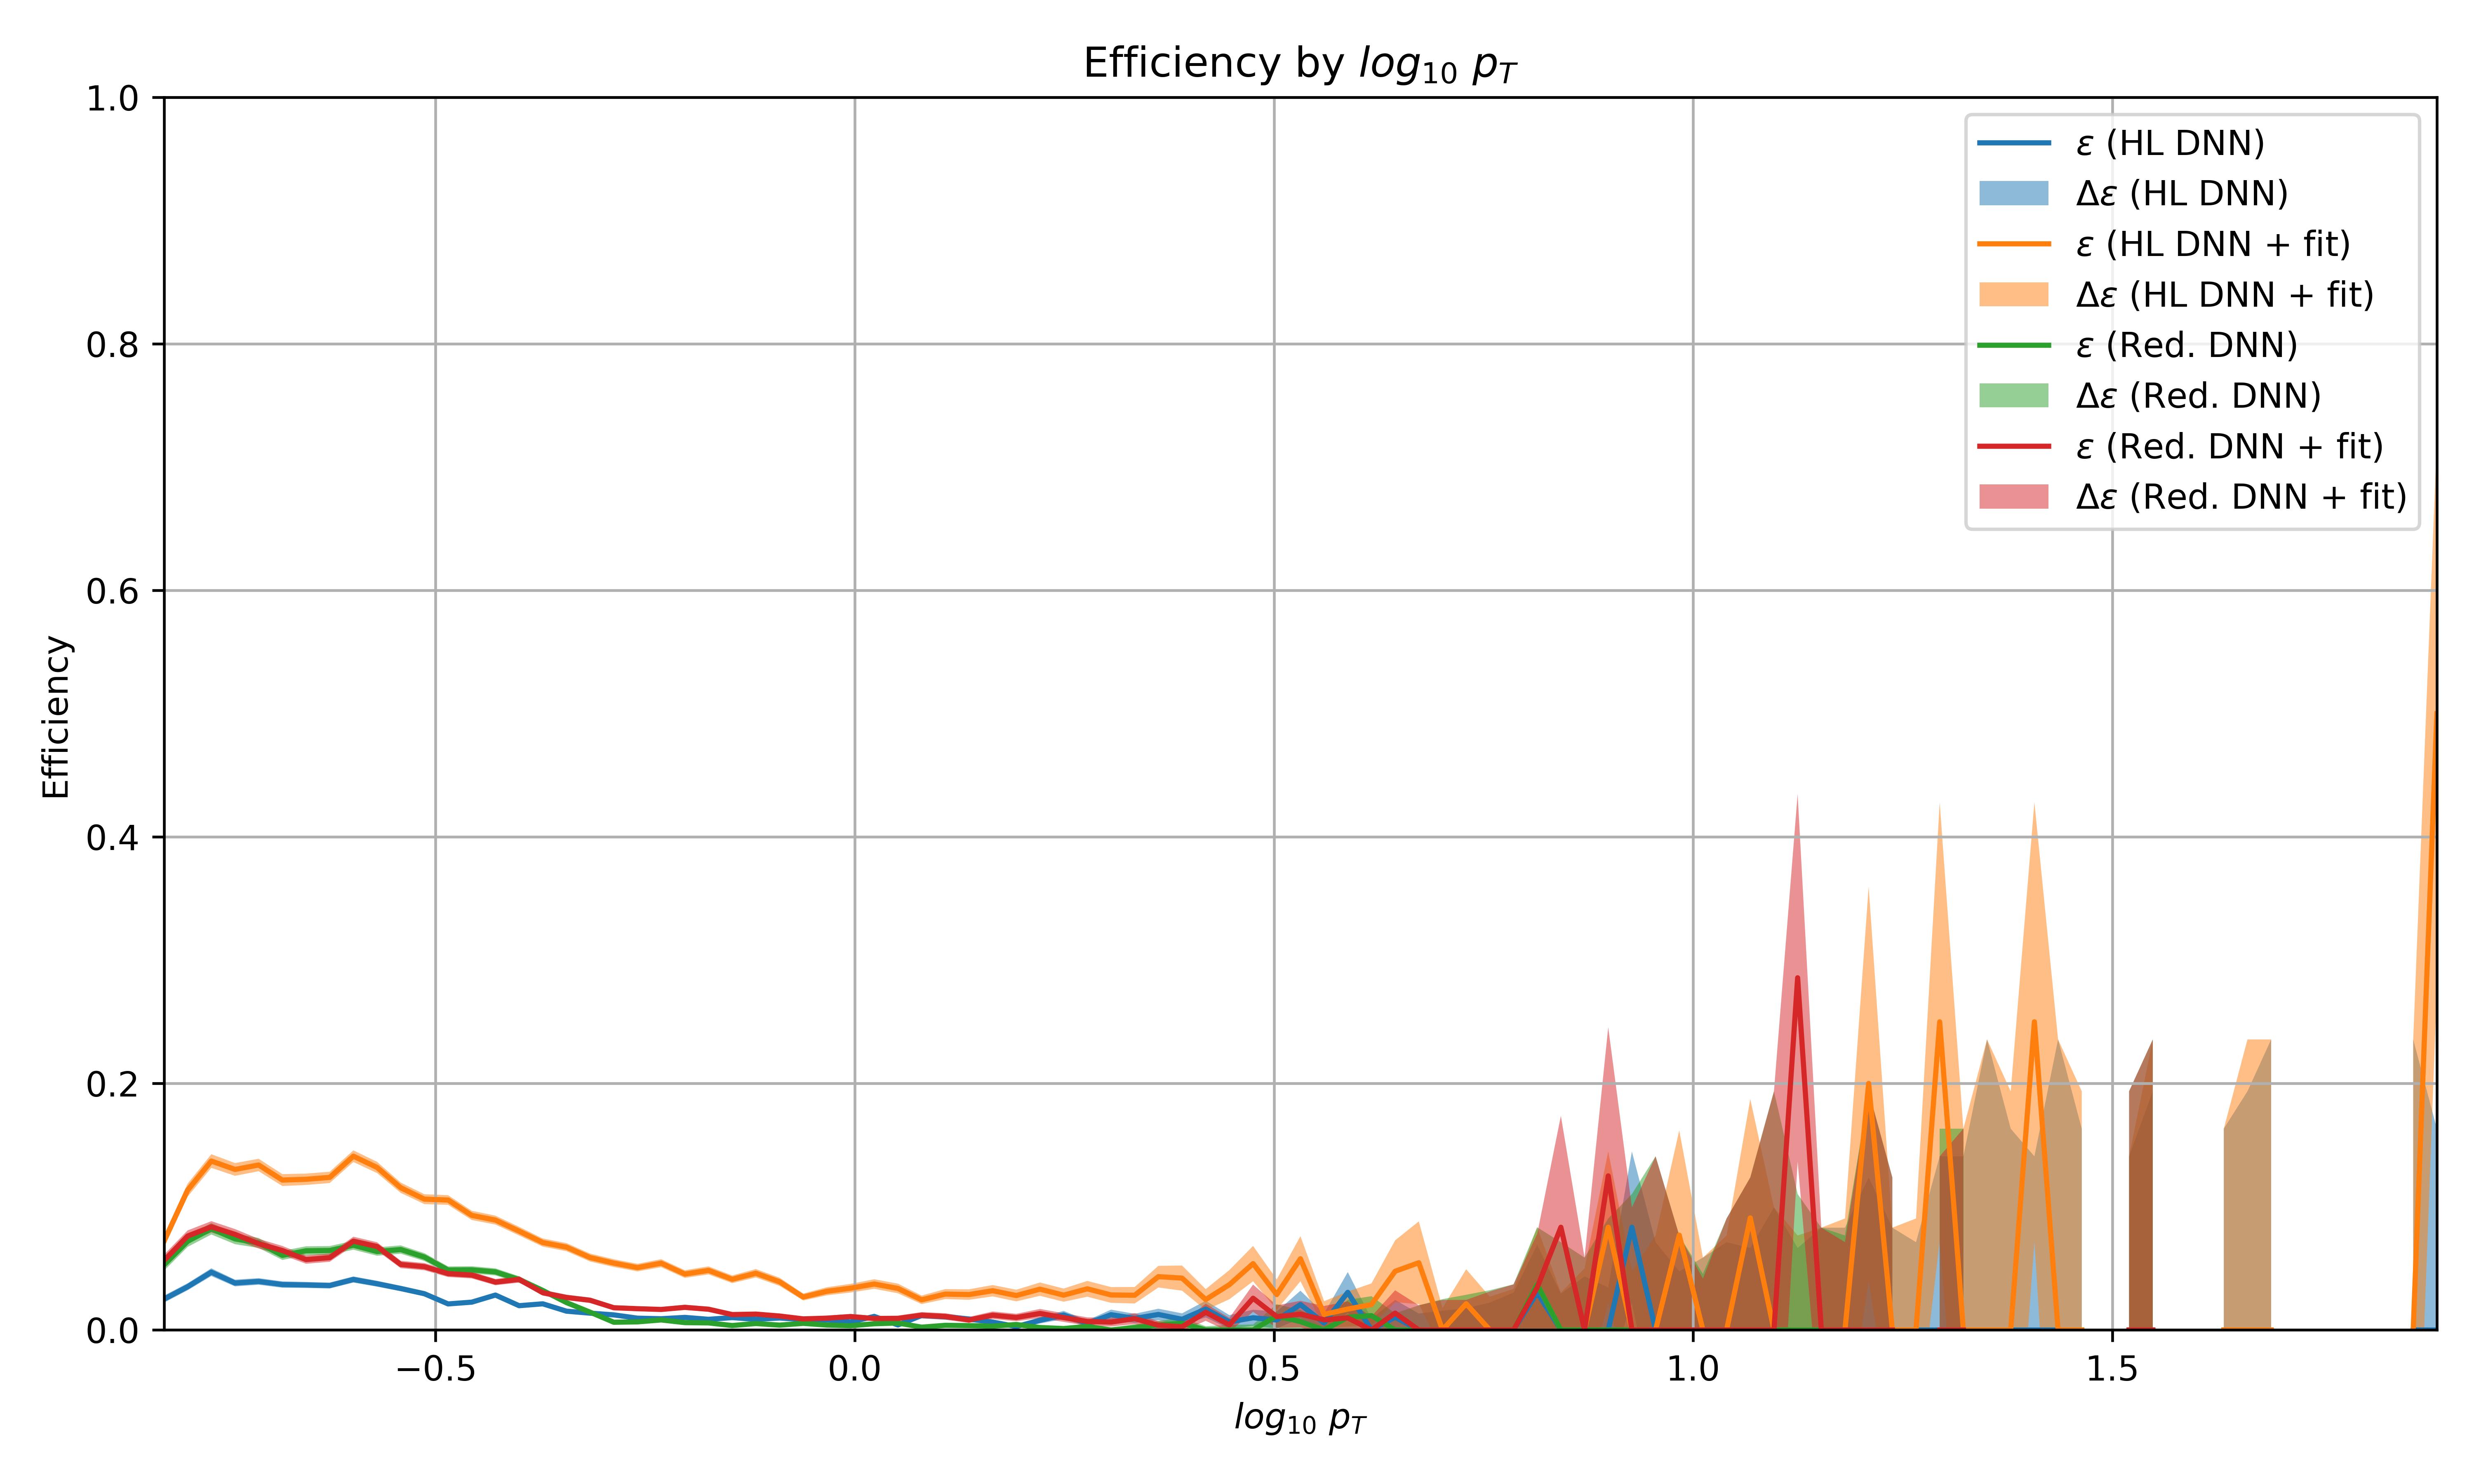 Efficiency by log₁₀ p_T
1.0
0.8
0.6
0.4
0.2
0.0
Efficiency
−0.5
0.0
0.5
1.0
1.5
log₁₀ p_T
ε (HL DNN)
Δε (HL DNN)
ε (HL DNN + fit)
Δε (HL DNN + fit)
ε (Red. DNN)
Δε (Red. DNN)
ε (Red. DNN + fit)
Δε (Red. DNN + fit)